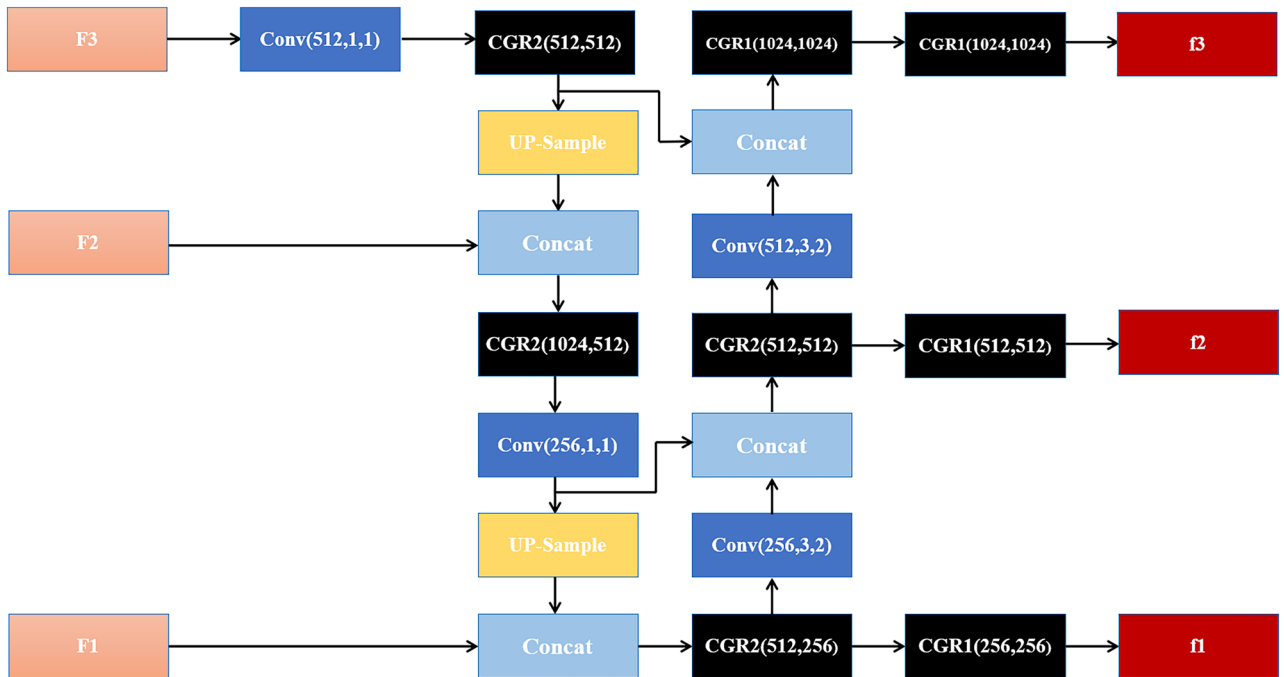 F3
Conv(512,1,1)
CGR2(512,512)
CGR1(1024,1024)
CGR1(1024,1024)
f3
UP-Sample
Concat
F2
Concat
Conv(512,3,2)
CGR2(1024,512)
CGR2(512,512)
CGR1(512,512)
f2
Conv(256,1,1)
Concat
UP-Sample
Conv(256,3,2)
F1
Concat
CGR2(512,256)
CGR1(256,256)
f1